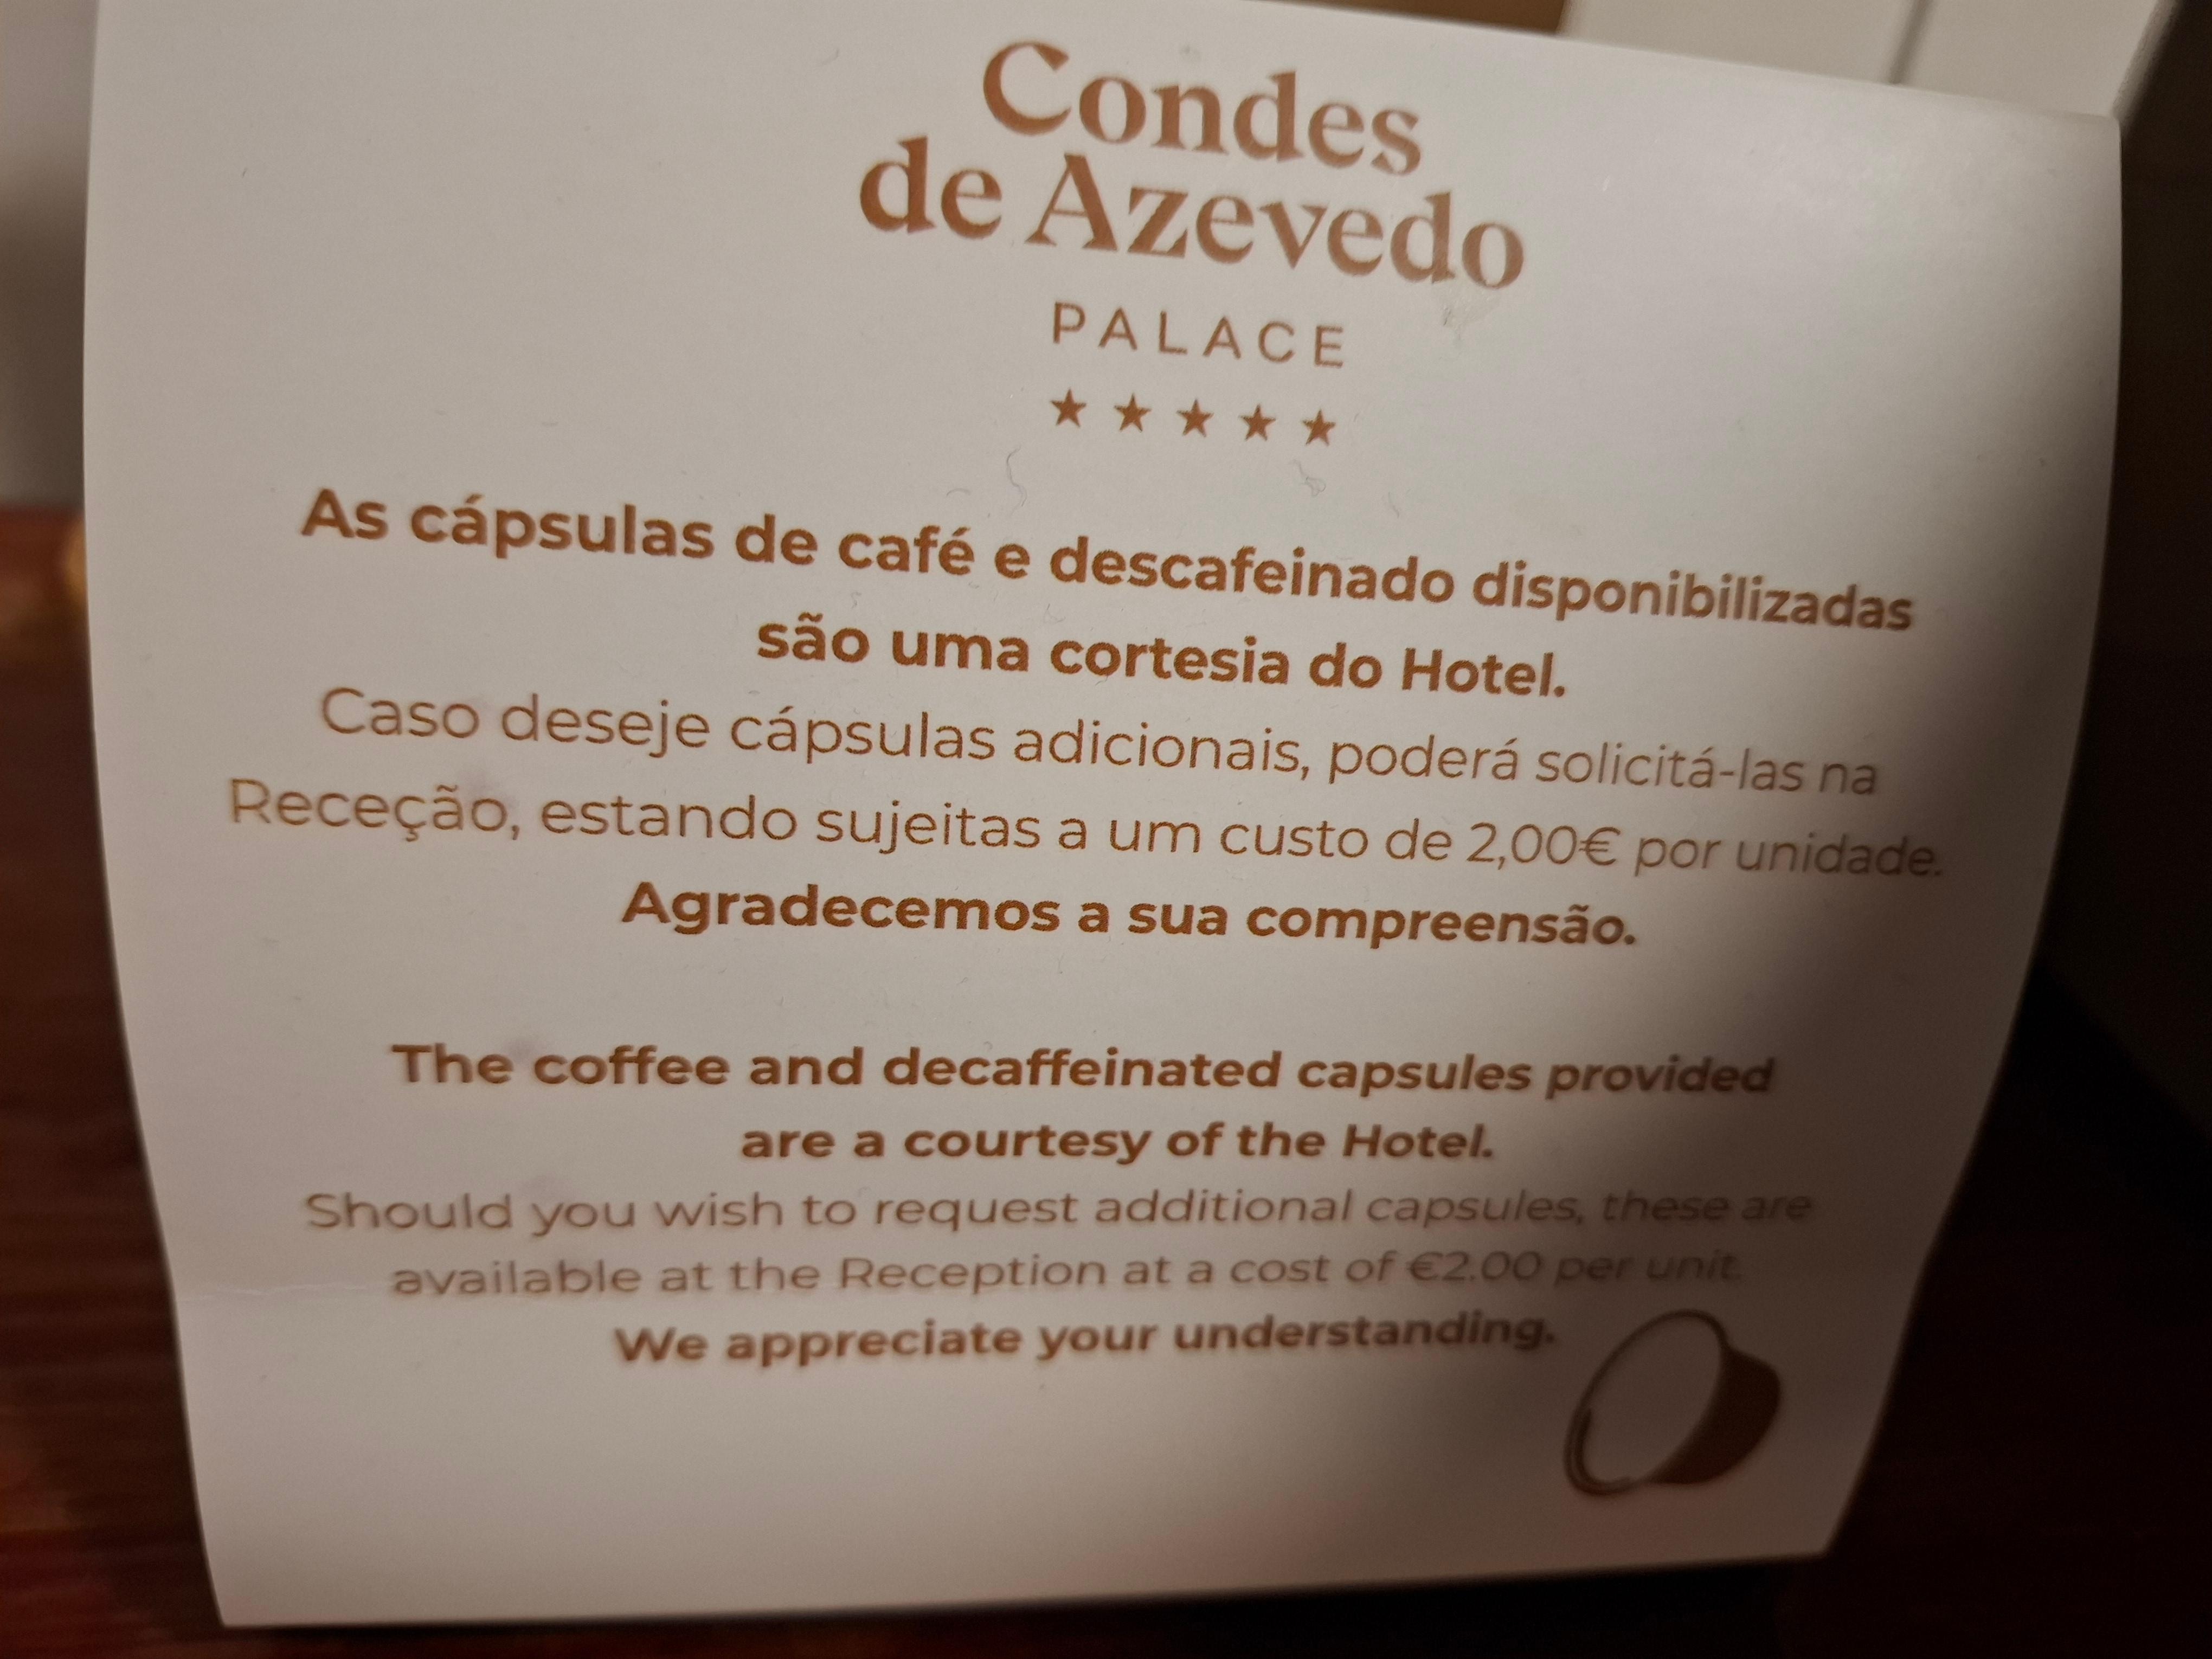 Condes
de Azevedo
PALACE
★ ★ ★ ★ ★
As cápsulas de café e descafeinado disponibilizadas
são uma cortesia do Hotel.
Caso deseje cápsulas adicionais, poderá solicitá-las na
Receção, estando sujeitas a um custo de 2,00€ por unidade.
Agradecemos a sua compreensão.
The coffee and decaffeinated capsules provided
are a courtesy of the Hotel.
Should you wish to request additional capsules, these are
available at the Reception at a cost of €2.00 per unit.
We appreciate your understanding.